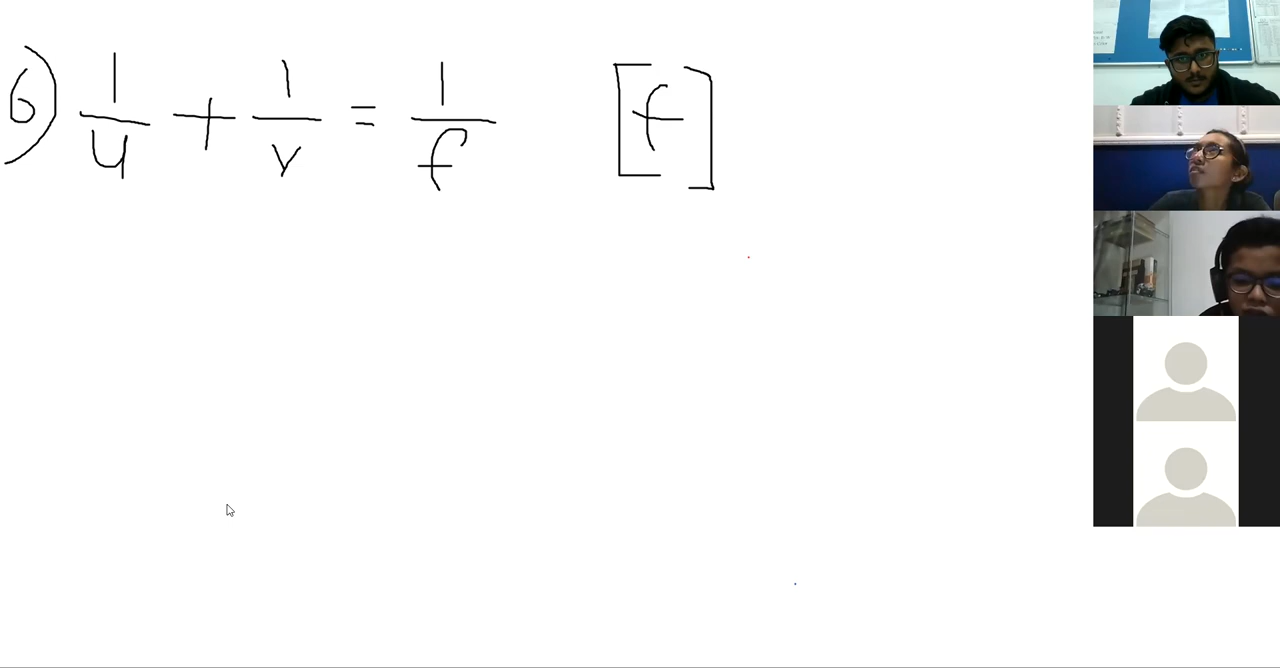 6) 1/u + 1/v = 1/f [f]